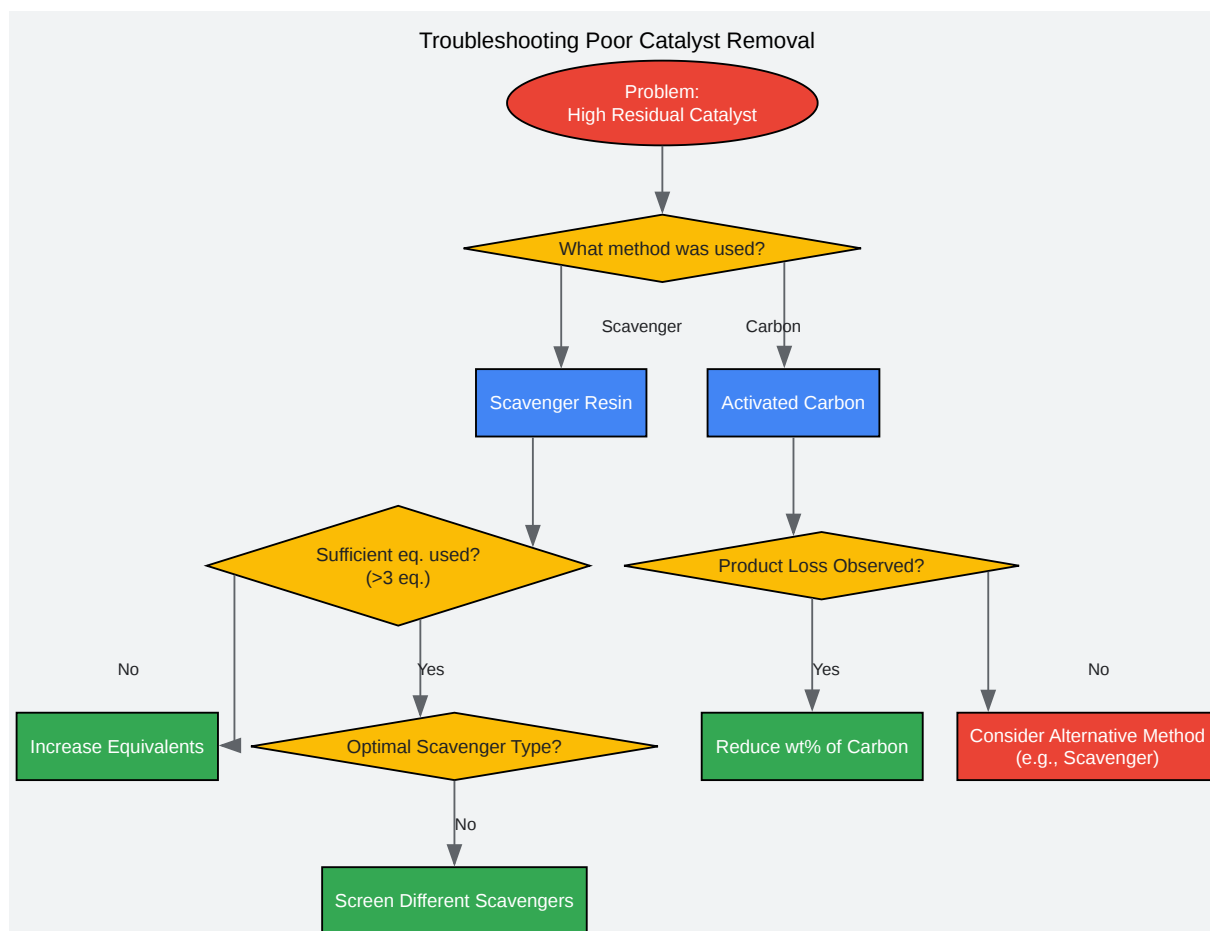 Troubleshooting Poor Catalyst Removal
Problem:
High Residual Catalyst
What method was used?
Scavenger
Carbon
Scavenger Resin
Activated Carbon
Sufficient eq. used?
(>3 eq.)
Product Loss Observed?
No
Yes
Yes
No
Increase Equivalents
Optimal Scavenger Type?
Reduce wt% of Carbon
Consider Alternative Method
(e.g., Scavenger)
No
Screen Different Scavengers